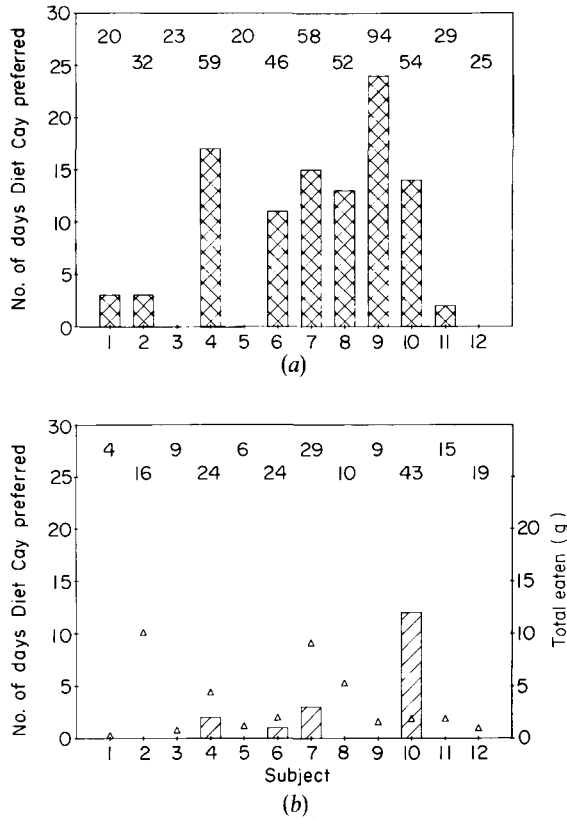 No. of days Diet Cay preferred
30
25
20
15
10
5
0
20 23 20 58 94 29
32 59 46 52 54 25
1 2 3 4 5 6 7 8 9 10 11 12
(a)
No. of days Diet Cay preferred
30
25
20
15
10
5
0
4 9 6 29 9 15
16 24 24 10 43 19
20
15
10
5
0
Total eaten (g)
1 2 3 4 5 6 7 8 9 10 11 12
Subject
(b)